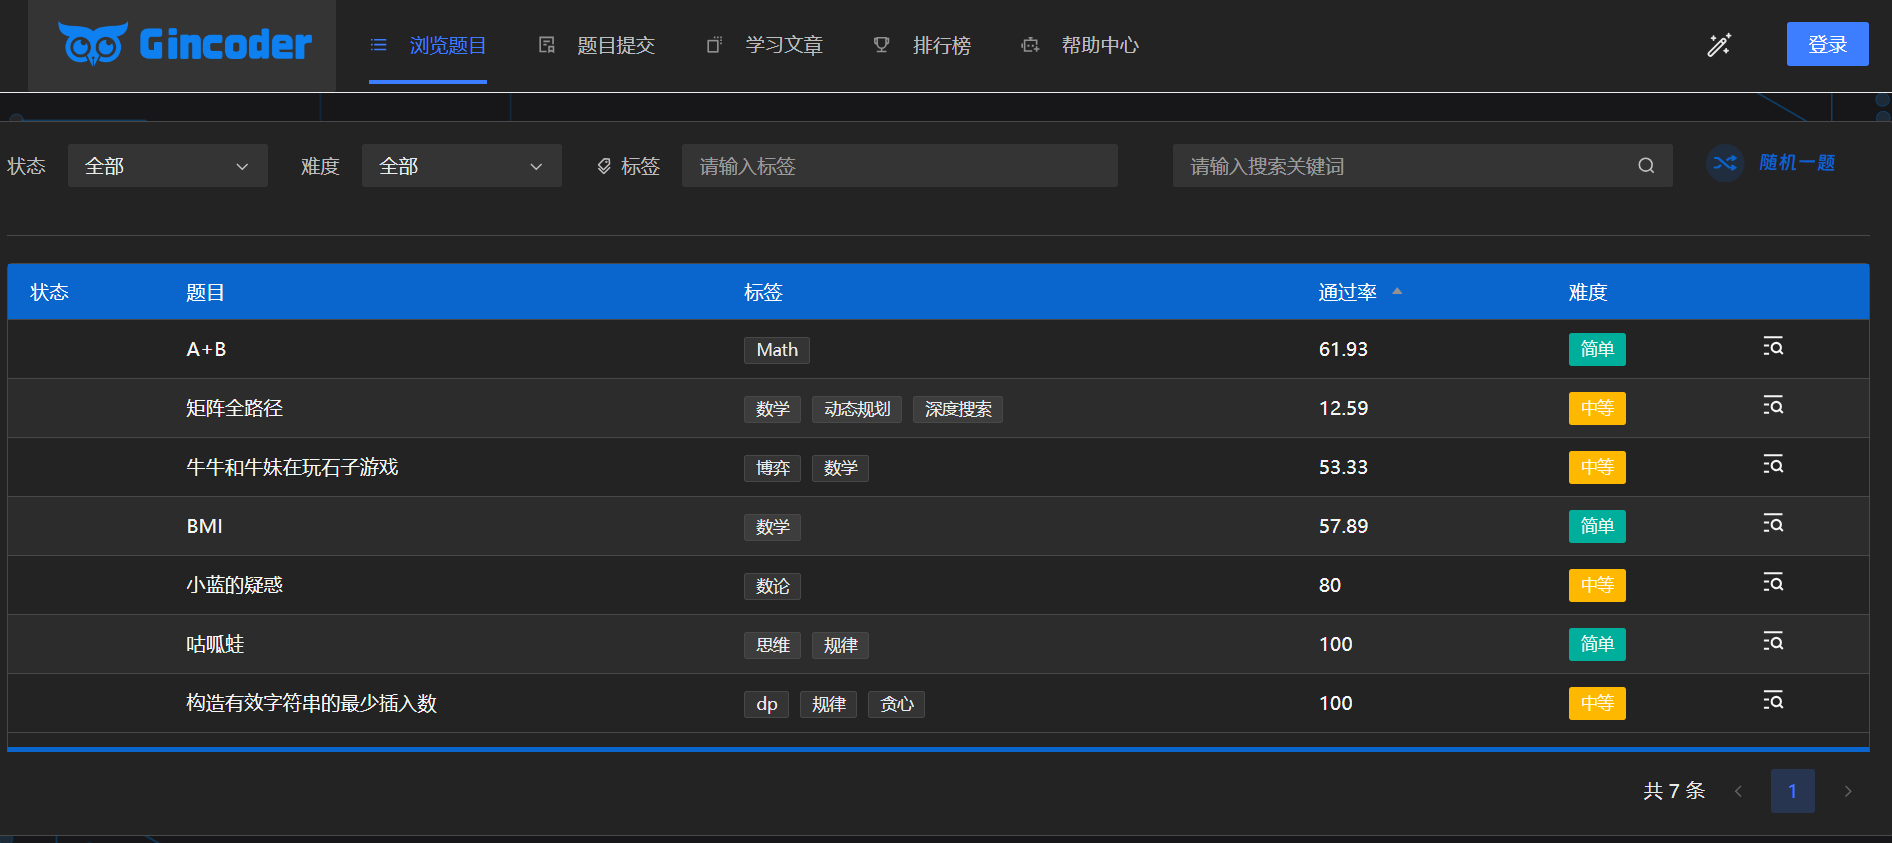 Gincoder 浏览题目 题目提交 学习文章 排行榜 帮助中心 登录
状态 全部 难度 全部 标签 请输入标签 请输入搜索关键词 随机一题
状态 题目 标签 通过率 难度
A+B Math 61.93 简单
矩阵全路径 数学 动态规划 深度搜索 12.59 中等
牛牛和牛妹在玩石子游戏 博弈 数学 53.33 中等
BMI 数学 57.89 简单
小蓝的疑惑 数论 80 中等
咕呱蛙 思维 规律 100 简单
构造有效字符串的最少插入数 dp 规律 贪心 100 中等
共 7 条 1